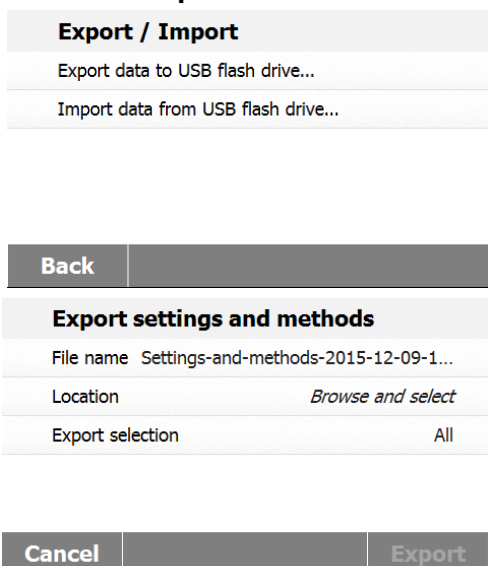 Export / Import
Export data to USB flash drive...
Import data from USB flash drive...
Back
Export settings and methods
File name Settings-and-methods-2015-12-09-1...
Location Browse and select
Export selection All
Cancel Export